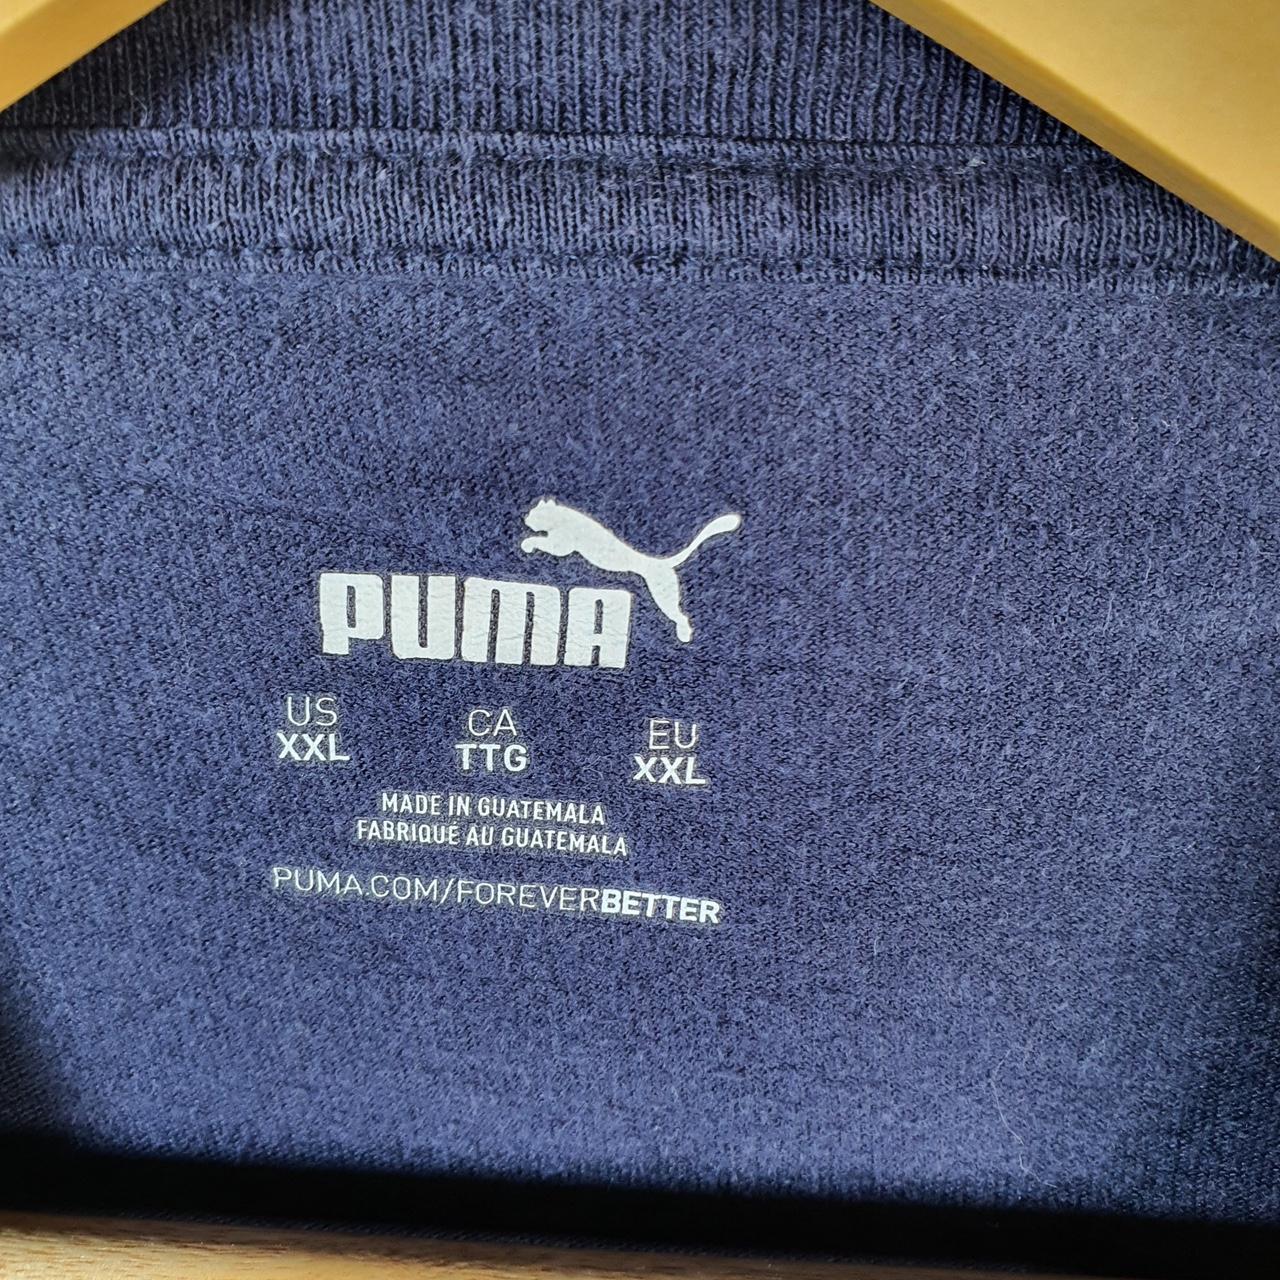 PUMA
US CA EU
XXL TTG XXL
MADE IN GUATEMALA
FABRIQUÉ AU GUATEMALA
PUMA.COM/FOREVERBETTER